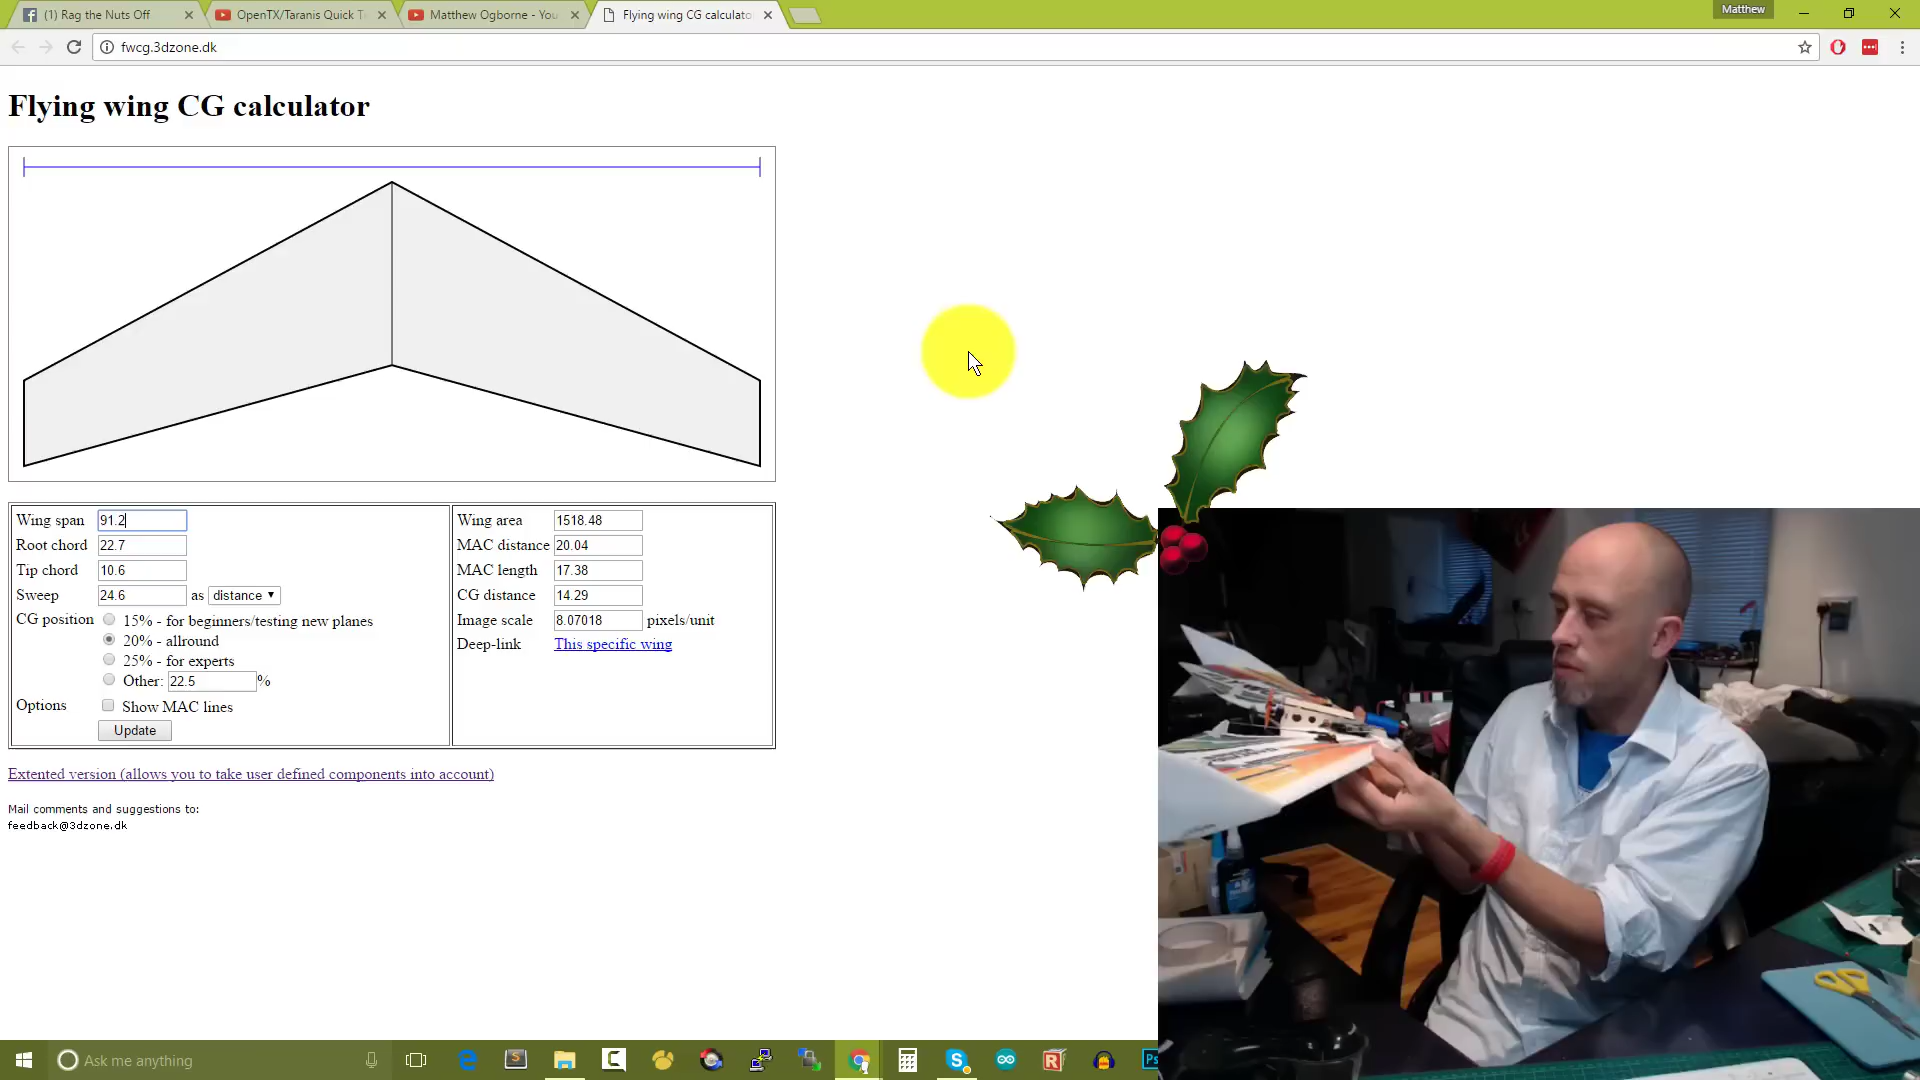 (1) Rag the Nuts Off
OpenTX/Taranis Quick T
Matthew Ogborne - You
Flying wing CG calculato
Matthew
fwcg.3dzone.dk
Flying wing CG calculator
Wing span 91.2
Root chord 22.7
Tip chord 10.6
Sweep 24.6 as distance
CG position 15% - for beginners/testing new planes
20% - allround
25% - for experts
Other: 22.5 %
Options Show MAC lines
Update
Wing area 1518.48
MAC distance 20.04
MAC length 17.38
CG distance 14.29
Image scale 8.07018 pixels/unit
Deep-link This specific wing
Extented version (allows you to take user defined components into account)
Mail comments and suggestions to:
feedback@3dzone.dk
Ask me anything
Ps